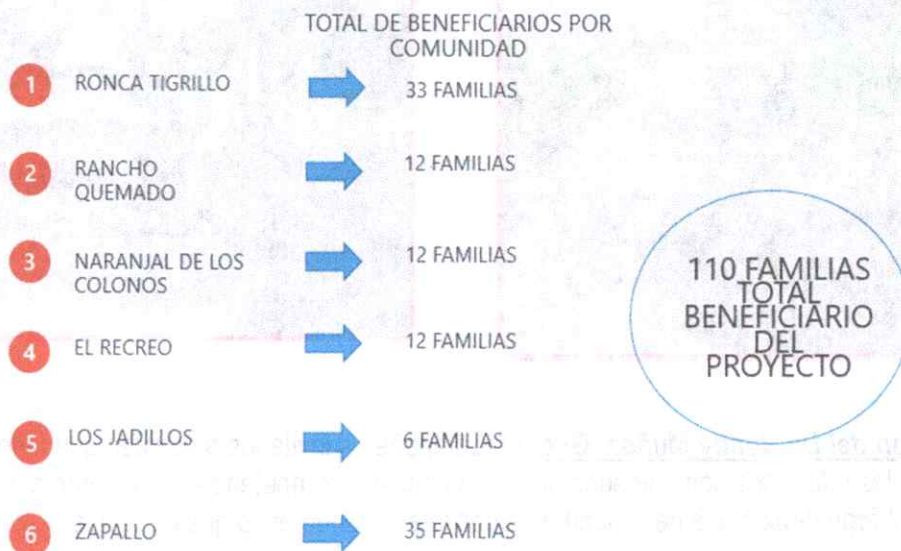 TOTAL DE BENEFICIARIOS POR
COMUNIDAD
1 RONCA TIGRILLO 33 FAMILIAS
2 RANCHO 12 FAMILIAS
QUEMADO
3 NARANJAL DE LOS 12 FAMILIAS
COLONOS
4 EL RECREO 12 FAMILIAS
5 LOS JADILLOS 6 FAMILIAS
6 ZAPALLO 35 FAMILIAS
110 FAMILIAS
TOTAL
BENEFICIARIO
DEL
PROYECTO